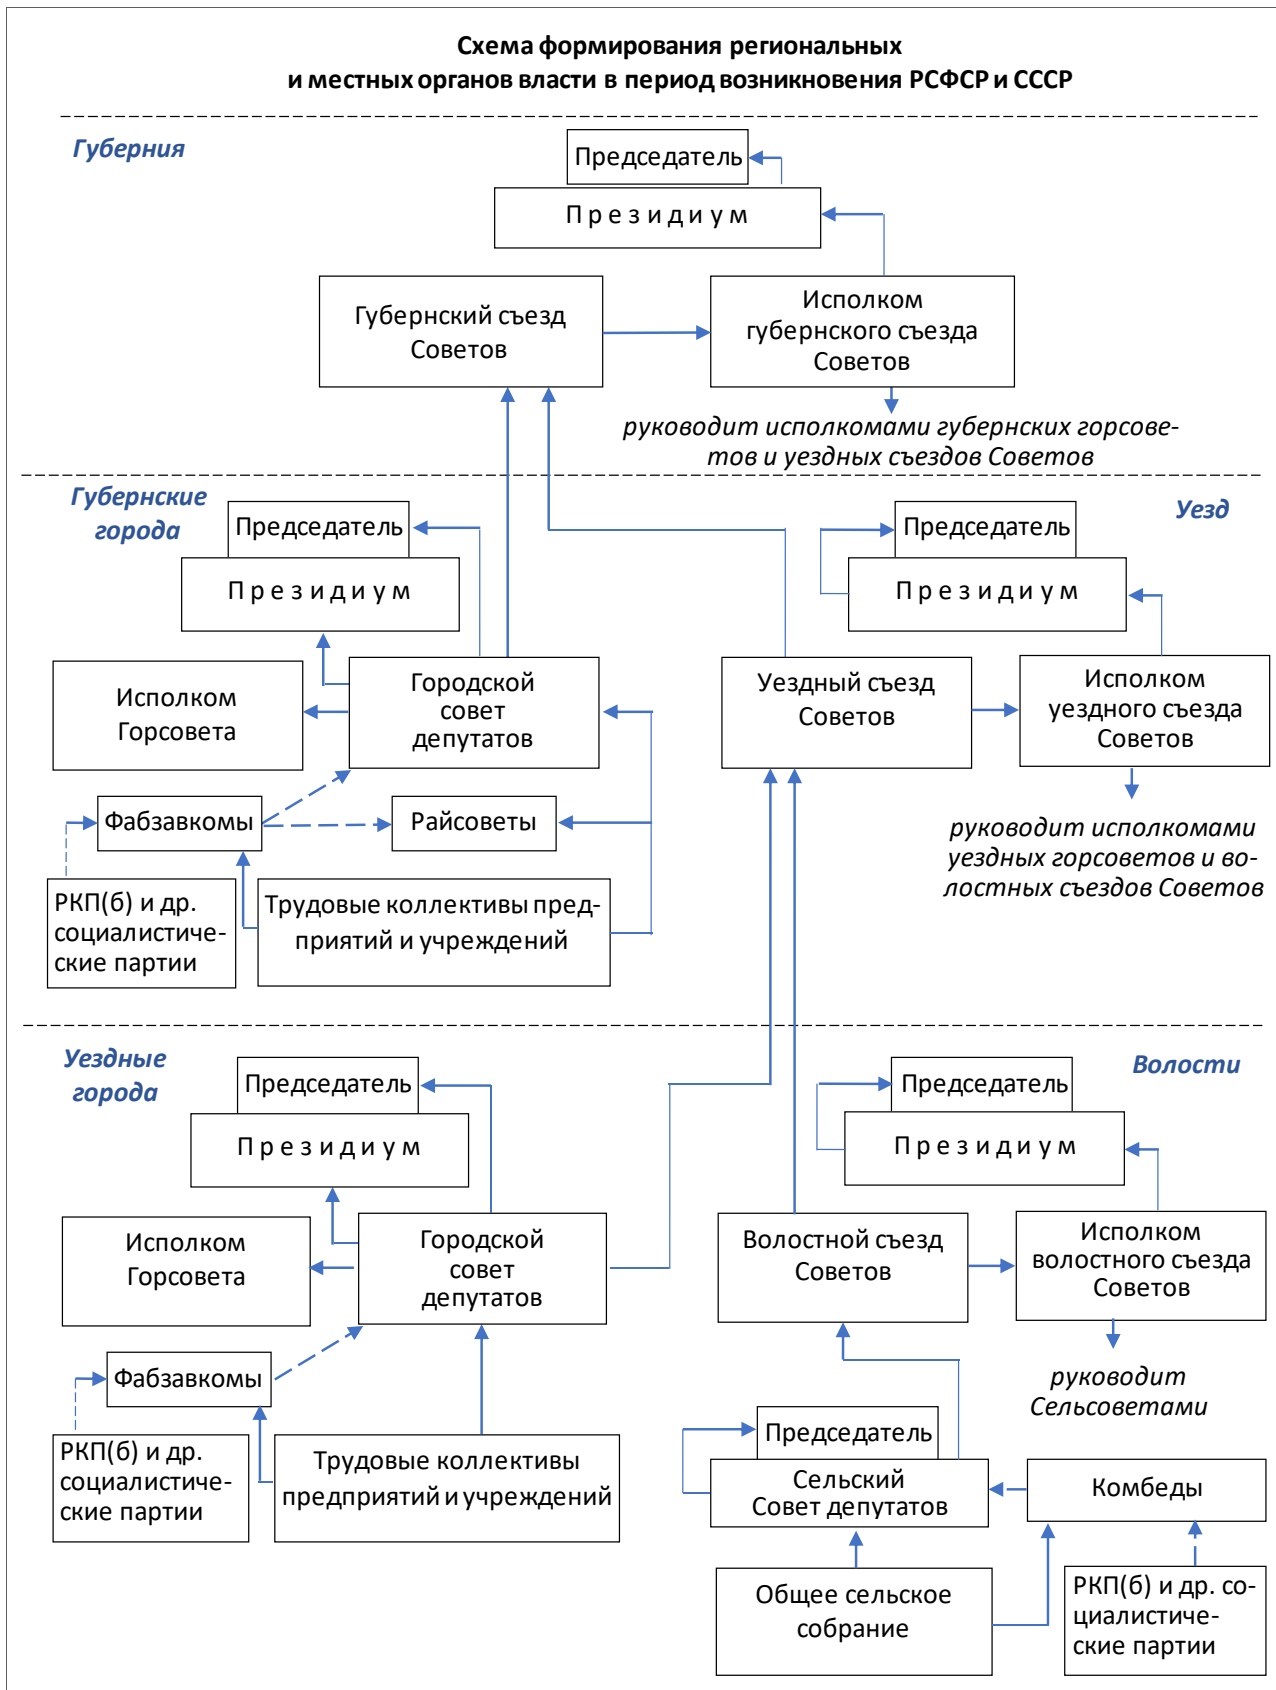 Схема формирования региональных
и местных органов власти в период возникновения РСФСР и СССР
Губерния
Председатель
Президиум
Губернский съезд
Советов
Исполком
губернского съезда
Советов
руководит исполкомами губернских горсове-
тов и уездных съездов Советов
Губернские
города
Председатель
Президиум
Исполком
Горсовета
Городской
совет
депутатов
Фабзавкомы
Райсоветы
РКП(б) и др.
социалистиче-
ские партии
Трудовые коллективы пред-
приятий и учреждений
Уезд
Председатель
Президиум
Уездный съезд
Советов
Исполком
уездного съезда
Советов
руководит исполкомами
уездных горсоветов и во-
лостных съездов Советов
Уездные
города
Председатель
Президиум
Исполком
Горсовета
Городской
совет
депутатов
Фабзавкомы
РКП(б) и др.
социалистиче-
ские партии
Трудовые коллективы
предприятий и учреждений
Волости
Председатель
Президиум
Волостной съезд
Советов
Исполком
волостного съезда
Советов
руководит
Сельсоветами
Председатель
Сельский
Совет депутатов
Комбеды
Общее сельское
собрание
РКП(б) и др. со-
циалистиче-
ские партии